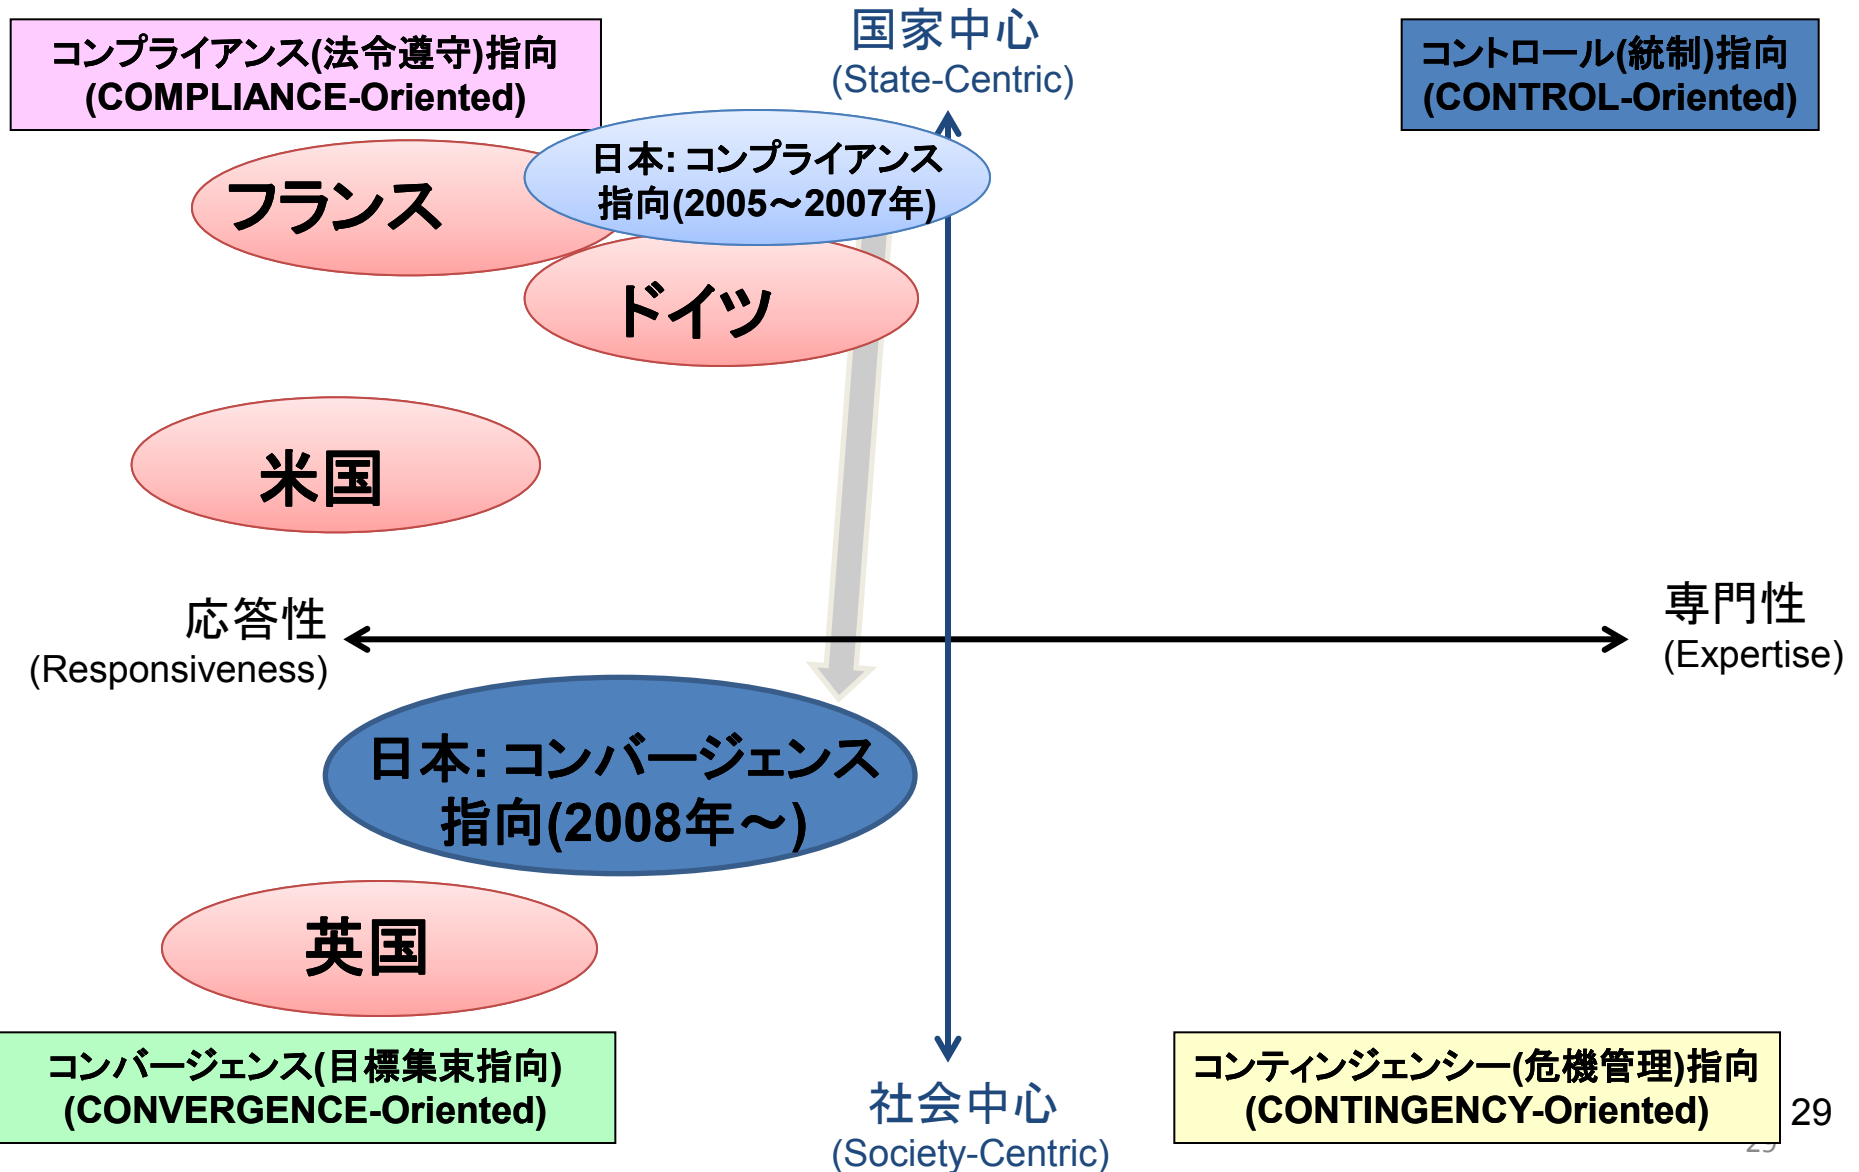 国家中心
(State-Centric)
コンプライアンス(法令遵守)指向
(COMPLIANCE-Oriented)
コントロール(統制)指向
(CONTROL-Oriented)
日本: コンプライアンス
指向(2005～2007年)
フランス
ドイツ
米国
応答性
(Responsiveness)
専門性
(Expertise)
日本: コンバージェンス
指向(2008年～)
英国
コンバージェンス(目標集束指向)
(CONVERGENCE-Oriented)
社会中心
(Society-Centric)
コンティンジェンシー(危機管理)指向
(CONTINGENCY-Oriented)
29
29